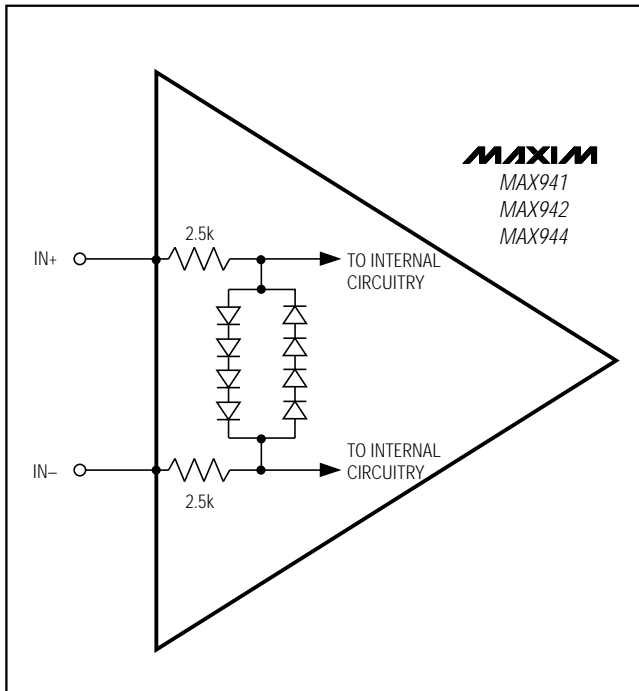 MAXIM
MAX941
MAX942
MAX944
2.5k
IN+
TO INTERNAL
CIRCUITRY
TO INTERNAL
CIRCUITRY
IN–
2.5k